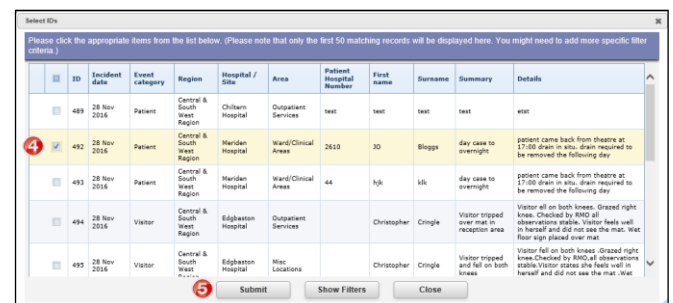 Select IDs
Please click the appropriate items from the list below. (Please note that only the first 50 matching records will be displayed here. You might need to add more specific filter
criteria.)
ID Incident date Event category Region Hospital / Site Area Patient Hospital Number First name Surname Summary Details
489 28 Nov 2016 Patient Central & South West Region Chiltern Hospital Outpatient Services test test test test etst
4 492 28 Nov 2016 Patient Central & South West Region Meriden Hospital Ward/Clinical Areas 2610 JD Bloggs day case to overnight patient came back from theatre at 17:00 drain in situ. drain required to be removed the following day
493 28 Nov 2016 Patient Central & South West Region Meriden Hospital Ward/Clinical Areas 44 hjk klk day case to overnight patient came back from theatre at 17:00 drain in situ. drain required to be removed the following day
494 28 Nov 2016 Visitor Central & South West Region Edgbaston Hospital Outpatient Services Christopher Cringle Visitor tripped over mat in reception area Visitor ell on both knees. Grazed right knee. Checked by RMO all observations stable. Visitor feels well in herself and did not see the mat. Wet floor sign placed over mat
495 28 Nov 2016 Visitor Central & South West Edgbaston Hospital Misc Locations Christopher Cringle Visitor tripped and fell on both knees Visitor fell on both knees .Grazed right knee.Checked by RMO,all observations stable.Visitor states she feels well in herself and did not see the mat .Wet
5 Submit Show Filters Close